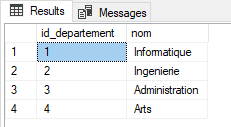 Results Messages
id_departement nom
1 1 Informatique
2 2 Ingenierie
3 3 Administration
4 4 Arts